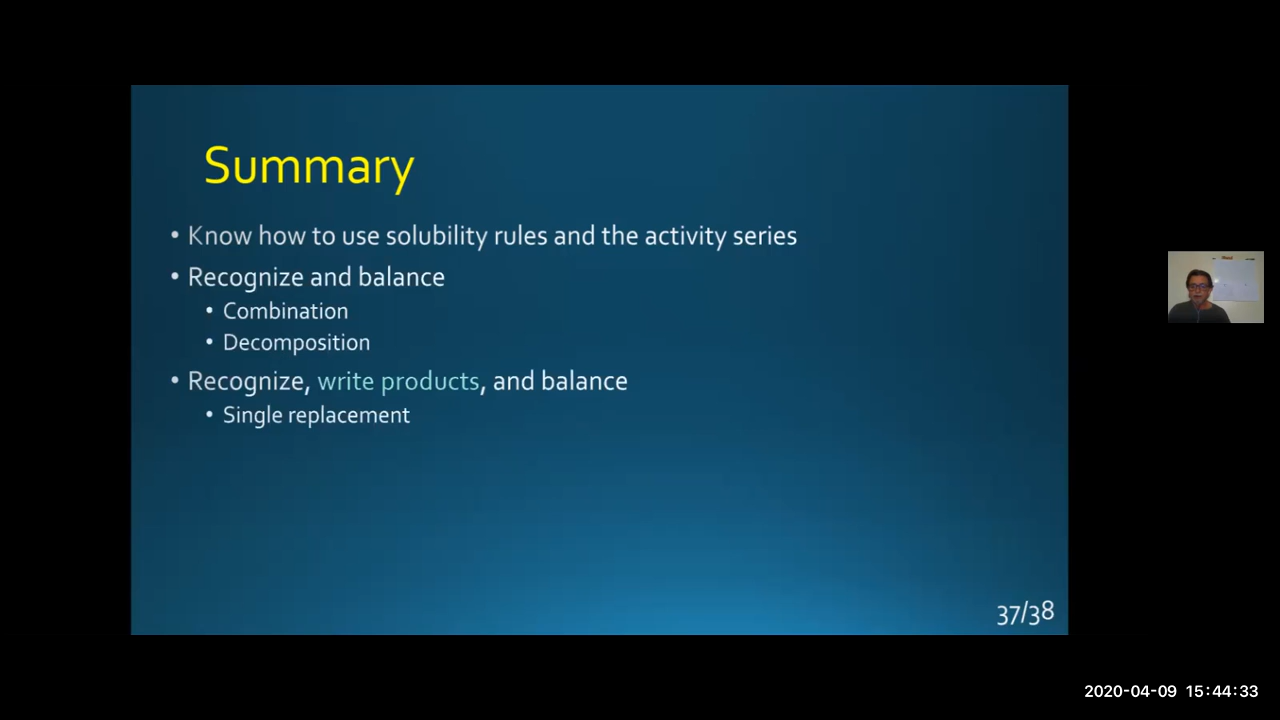 Summary
• Know how to use solubility rules and the activity series
• Recognize and balance
• Combination
• Decomposition
• Recognize, write products, and balance
• Single replacement
37/38
2020-04-09 15:44:33